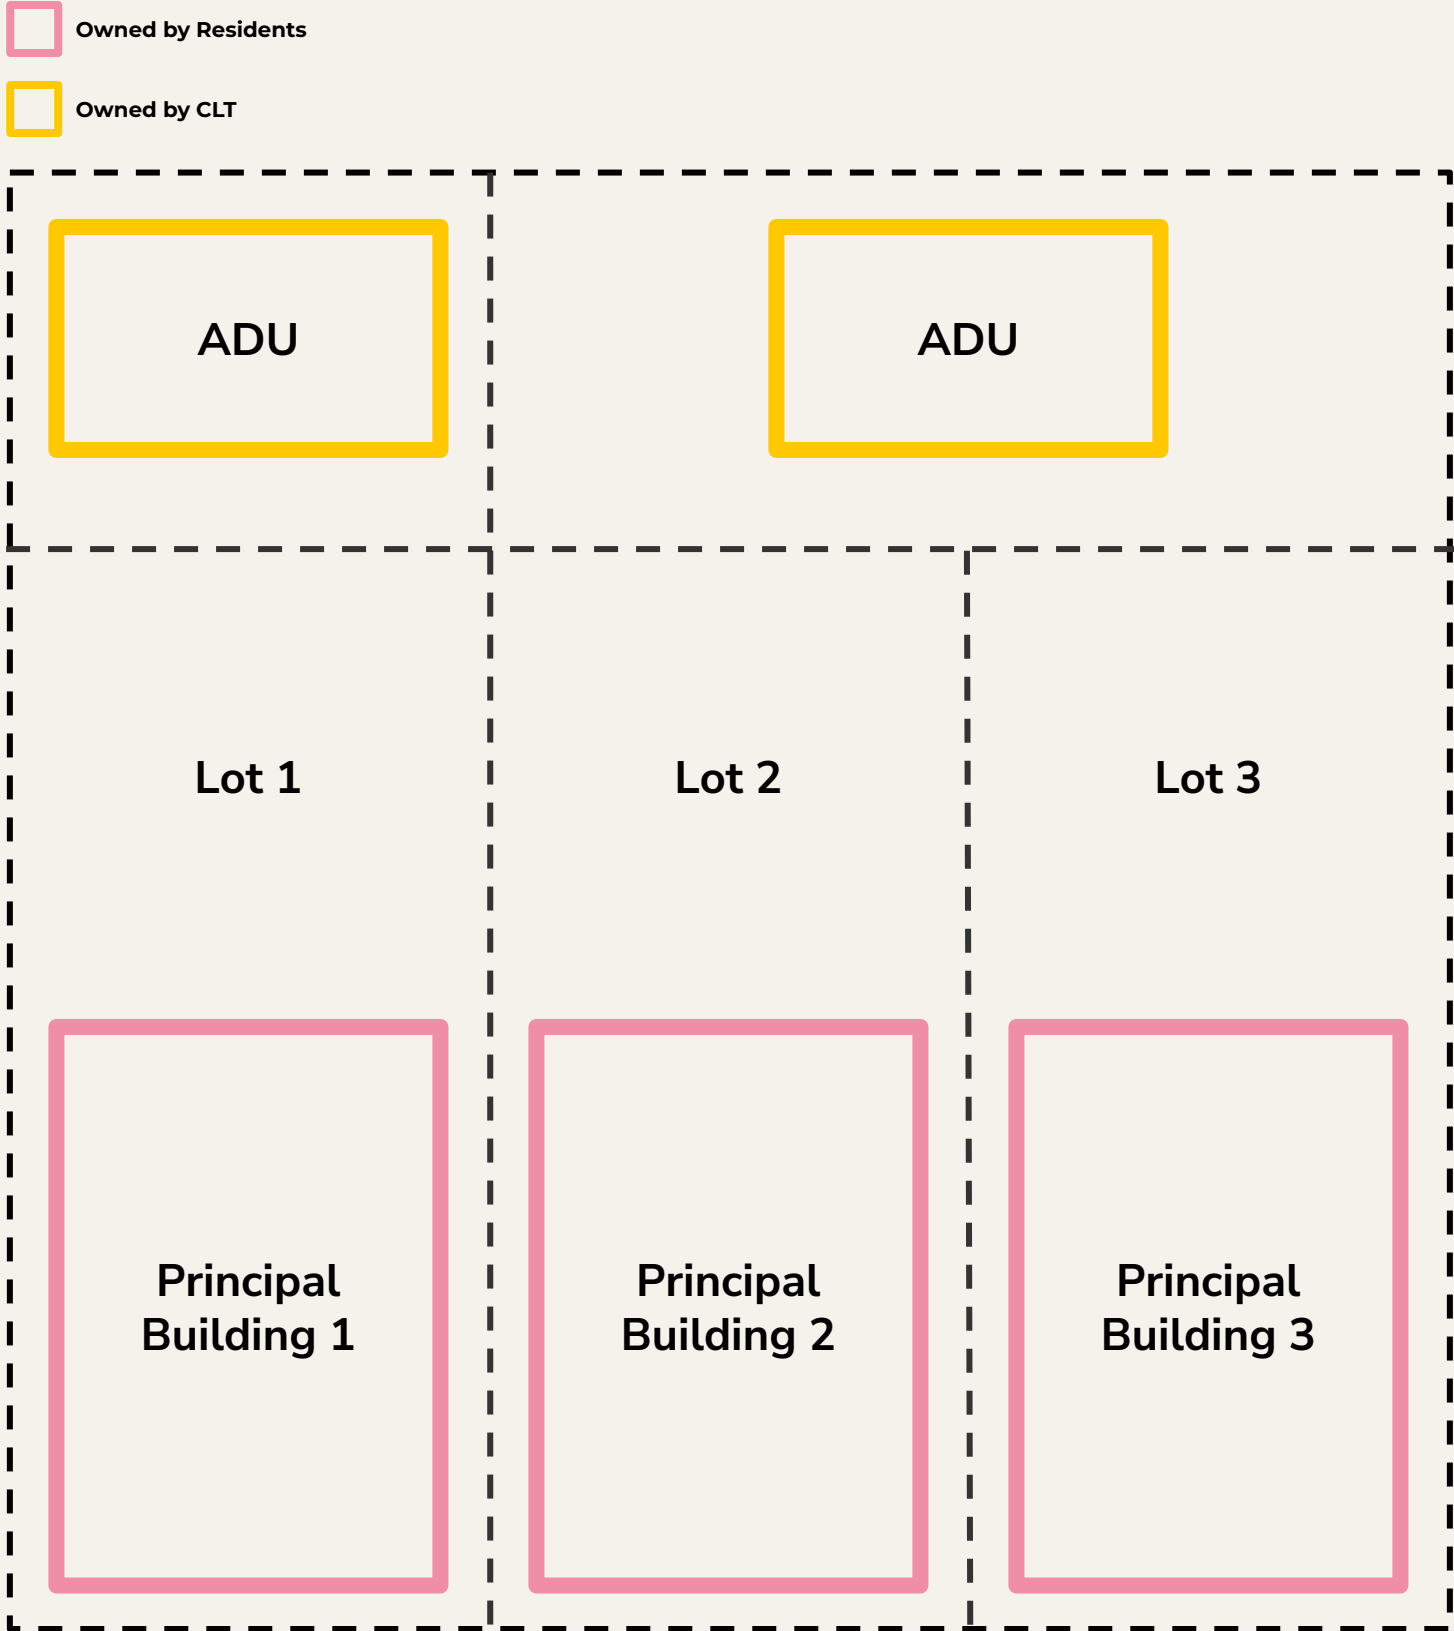 Owned by Residents
Owned by CLT
ADU
ADU
Lot 1
Lot 2
Lot 3
Principal
Building 1
Principal
Building 2
Principal
Building 3